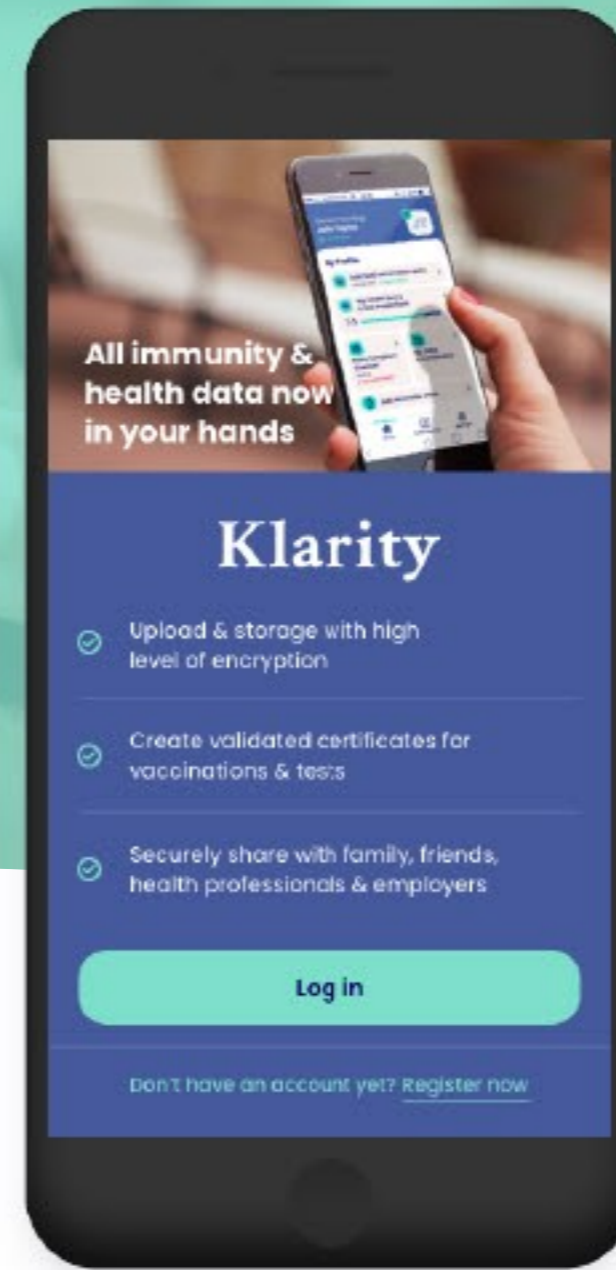 All immunity &
health data now
in your hands
Klarity
Upload & storage with high
level of encryption
Create validated certificates for
vaccinations & tests
Securely share with family, friends,
health professionals & employers
Log in
Don't have an account yet? Register now